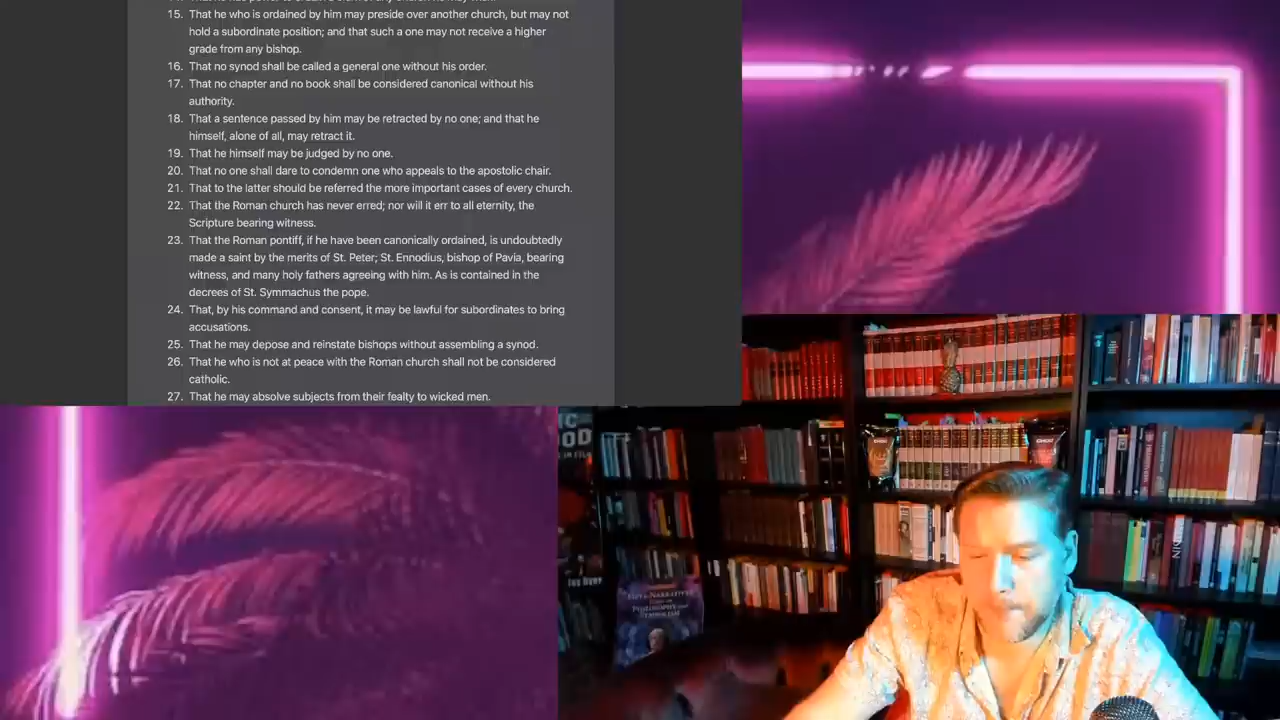 15. That he who is ordained by him may preside over another church, but may not
hold a subordinate position; and that such a one may not receive a higher
grade from any bishop.
16. That no synod shall be called a general one without his order.
17. That no chapter and no book shall be considered canonical without his
authority.
18. That a sentence passed by him may be retracted by no one; and that he
himself, alone of all, may retract it.
19. That he himself may be judged by no one.
20. That no one shall dare to condemn one who appeals to the apostolic chair.
21. That to the latter should be referred the more important cases of every church.
22. That the Roman church has never erred; nor will it err to all eternity, the
Scripture bearing witness.
23. That the Roman pontiff, if he have been canonically ordained, is undoubtedly
made a saint by the merits of St. Peter; St. Ennodius, bishop of Pavia, bearing
witness, and many holy fathers agreeing with him. As is contained in the
decrees of St. Symmachus the pope.
24. That, by his command and consent, it may be lawful for subordinates to bring
accusations.
25. That he may depose and reinstate bishops without assembling a synod.
26. That he who is not at peace with the Roman church shall not be considered
catholic.
27. That he may absolve subjects from their fealty to wicked men.